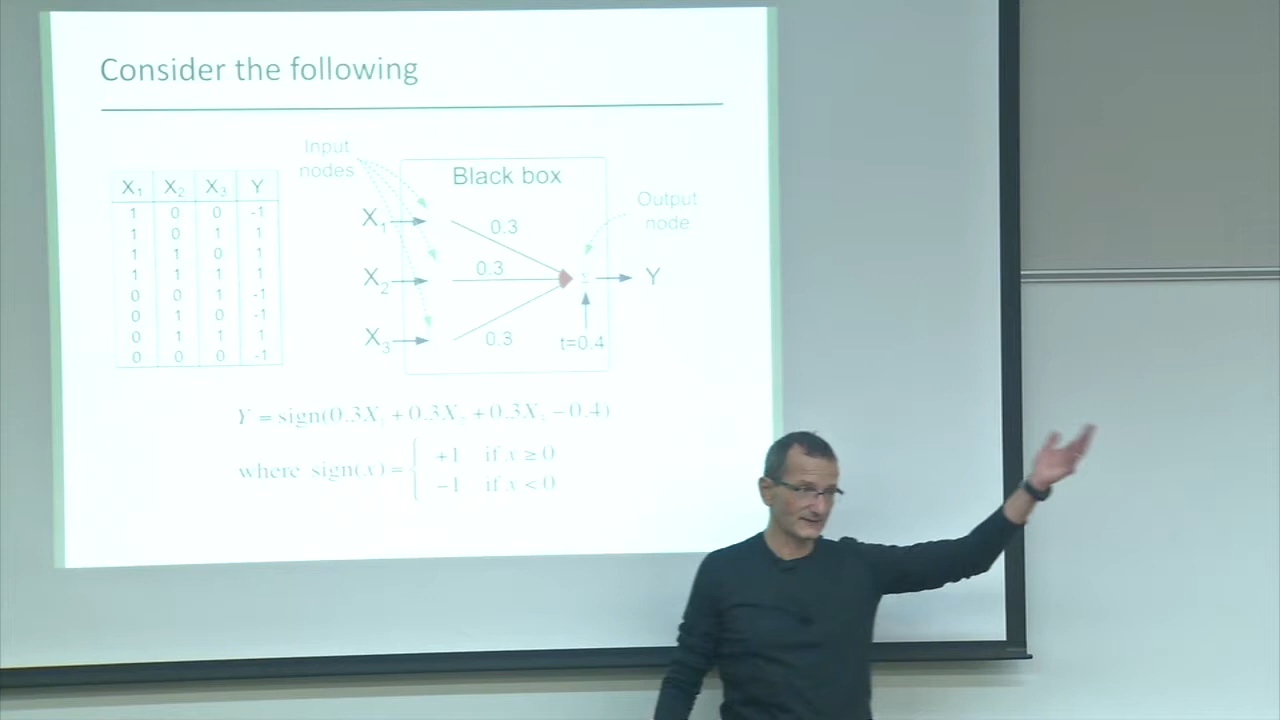 Consider the following
Input
nodes
Black box
Output
node
X₁ X₂ X₃ Y
1 0 0 -1
1 0 1 1
1 1 0 1
1 1 1 1
0 0 1 -1
0 1 0 -1
0 1 1 1
0 0 0 -1
X₁
0.3
X₂
0.3
Σ
Y
X₃
0.3
t=0.4
Y = sign(0.3X₁ + 0.3X₂ + 0.3X₃ − 0.4)
where sign(x) = { +1 if x ≥ 0
−1 if x < 0